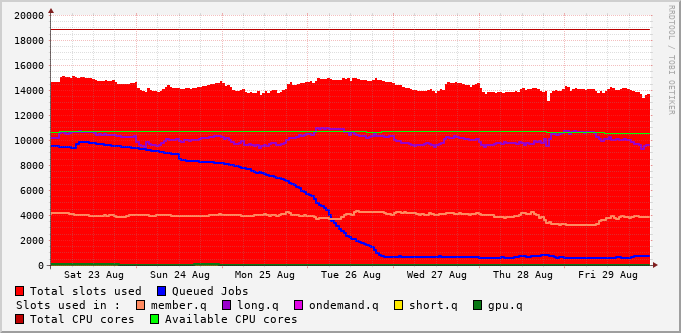 20000
18000
16000
14000
12000
10000
8000
6000
4000
2000
0
Sat 23 Aug Sun 24 Aug Mon 25 Aug Tue 26 Aug Wed 27 Aug Thu 28 Aug Fri 29 Aug
Total slots used Queued Jobs
Slots used in : member.q long.q ondemand.q short.q gpu.q
Total CPU cores Available CPU cores
RRDTOOL / TOBI OETIKER